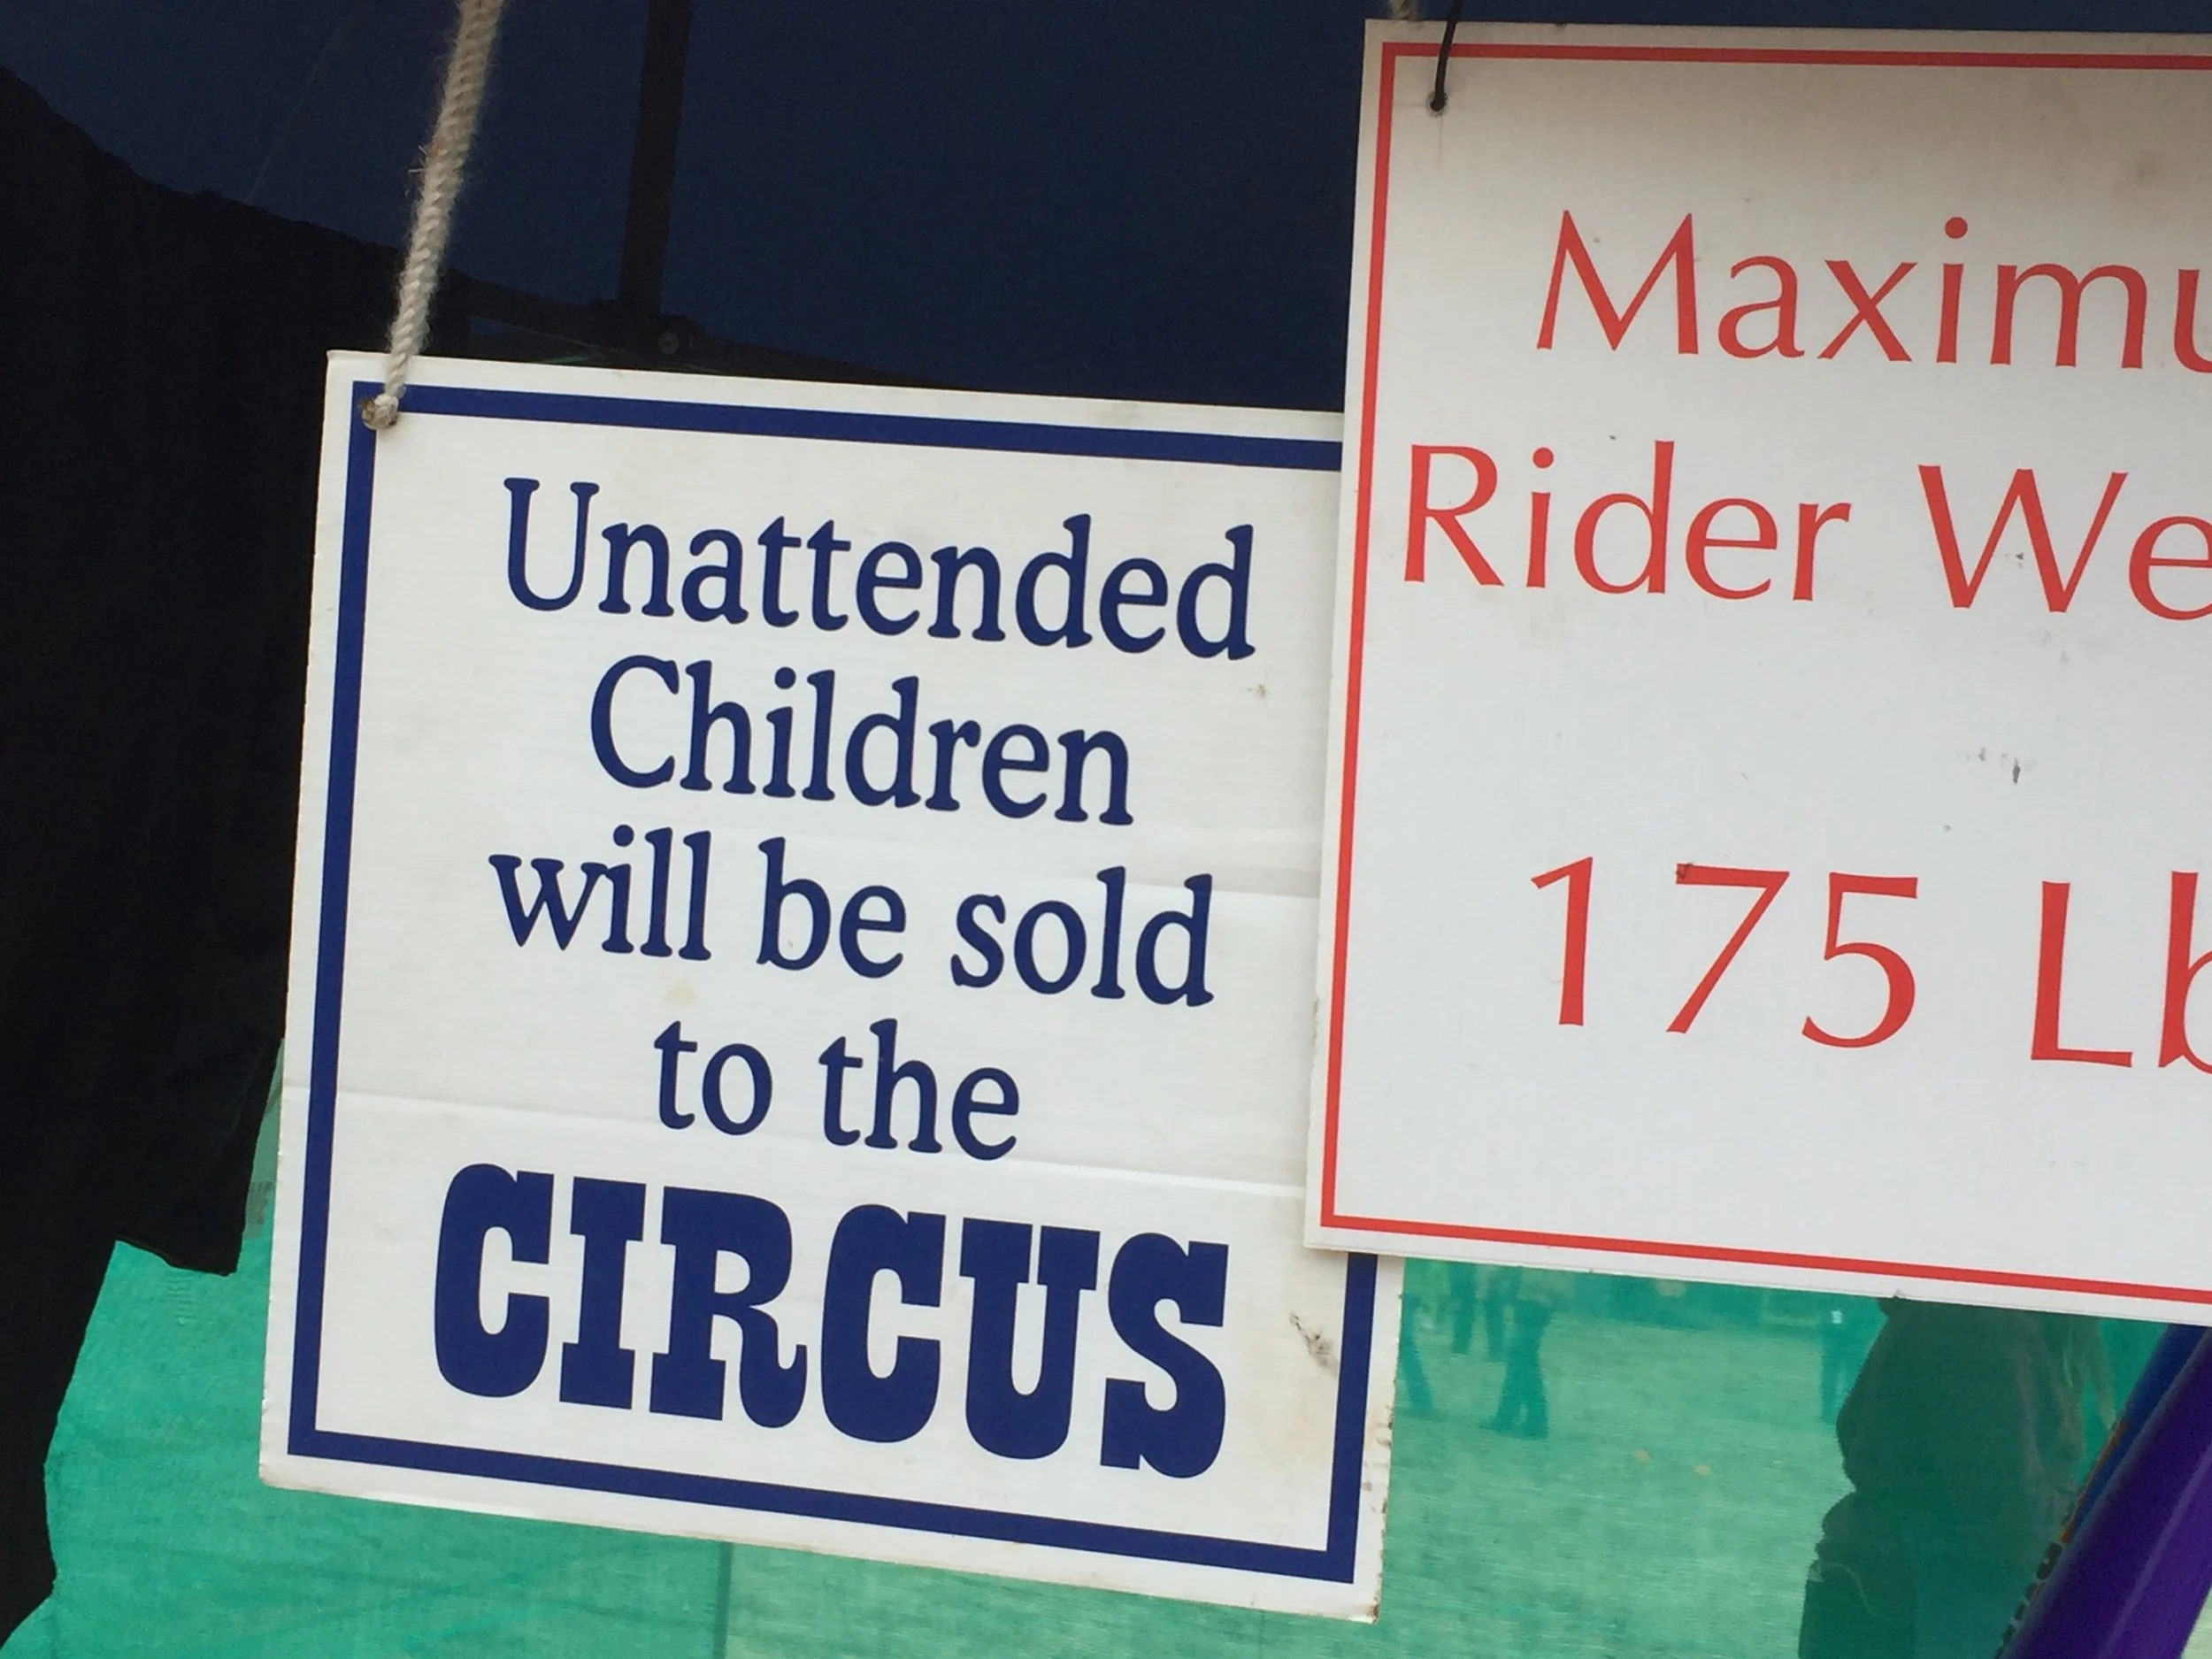 Unattended
Children
will be sold
to the
CIRCUS
Maximu
Rider We
175 Lb